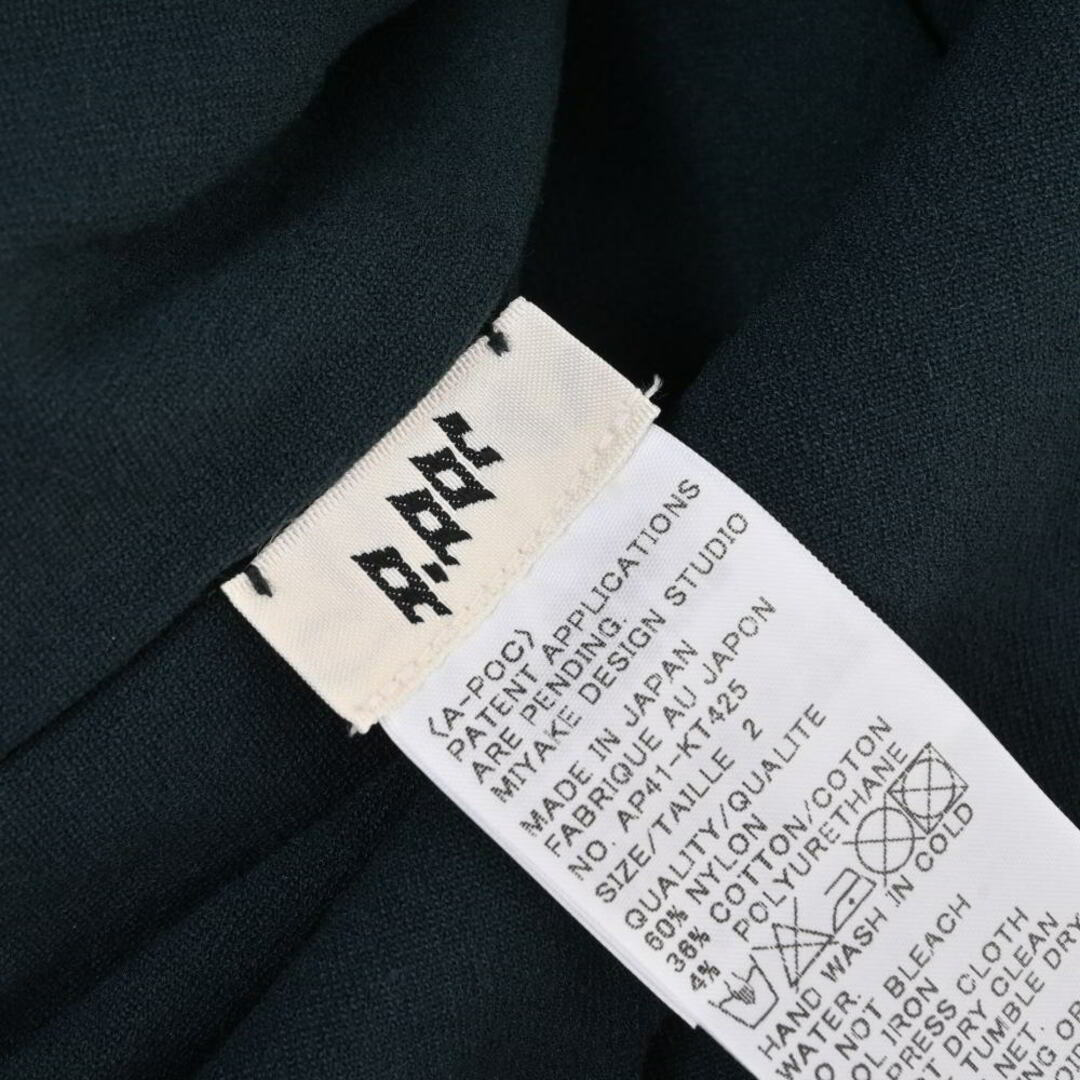 A-POC
(A-POC)
PATENT APPLICATIONS
ARE PENDING.
MIYAKE DESIGN STUDIO
MADE IN JAPAN
FABRIQUE AU JAPON
NO. AP41-KT425
SIZE/TAILLE 2
QUALITY/QUALITE
60% NYLON
36% COTTON/COTON
4% POLYURETHANE
HAND WASH IN COLD
WATER.
NOT BLEACH
IRON
PRESS CLOTH
DRY CLEAN
TUMBLE DRY
NET.